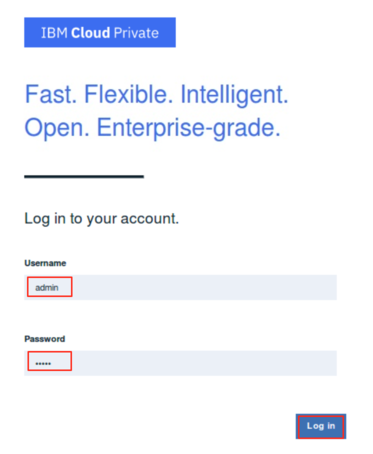 IBM Cloud Private
Fast. Flexible. Intelligent.
Open. Enterprise-grade.
Log in to your account.
Username
admin
Password
•••••
Log in